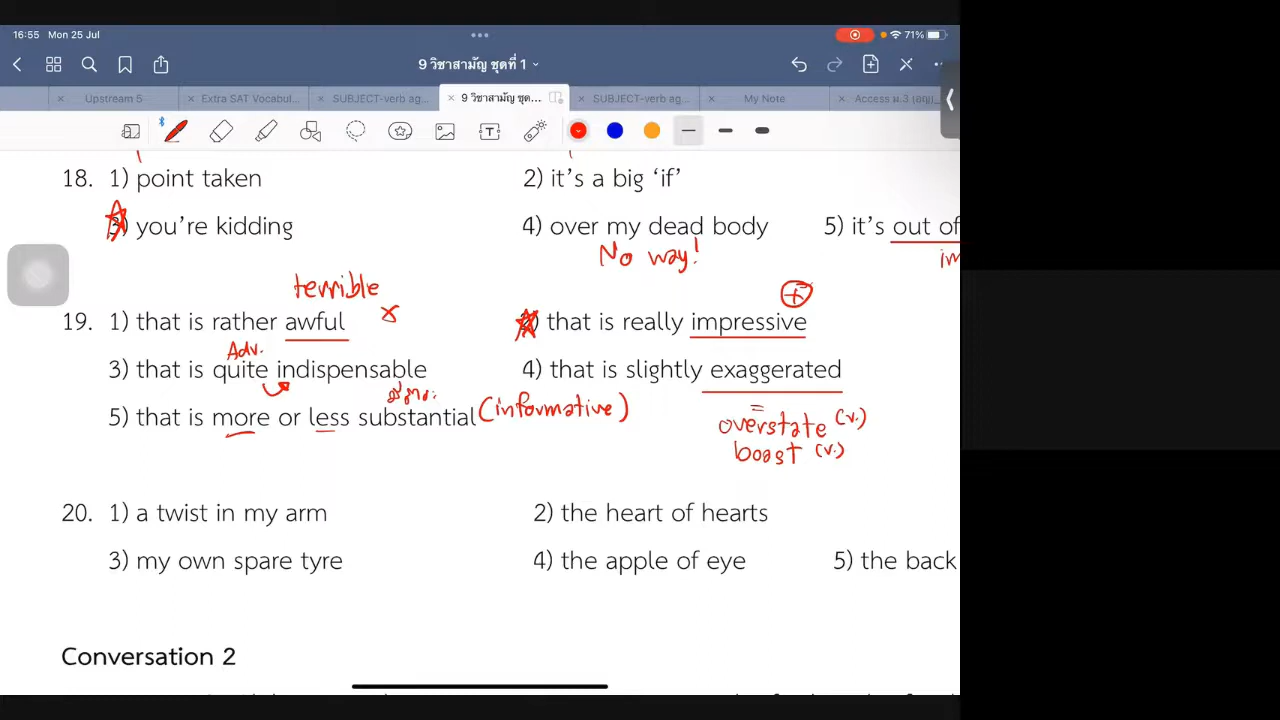 16:55 Mon 25 Jul
71%
9 วิชาสามัญ ชุดที่ 1
Upstream 5
Extra SAT Vocabul...
SUBJECT-verb ag...
9 วิชาสามัญ ชุด...
SUBJECT-verb ag...
My Note
Access ม.3 (อญ)_
18. 1) point taken 2) it's a big 'if'
3) you're kidding 4) over my dead body 5) it's out of
No way! im
terrible
19. 1) that is rather awful 2) that is really impressive
Adv.
3) that is quite indispensable 4) that is slightly exaggerated
5) that is more or less substantial (informative)
= overstate (v.)
boast (v.)
20. 1) a twist in my arm 2) the heart of hearts
3) my own spare tyre 4) the apple of eye 5) the back
Conversation 2